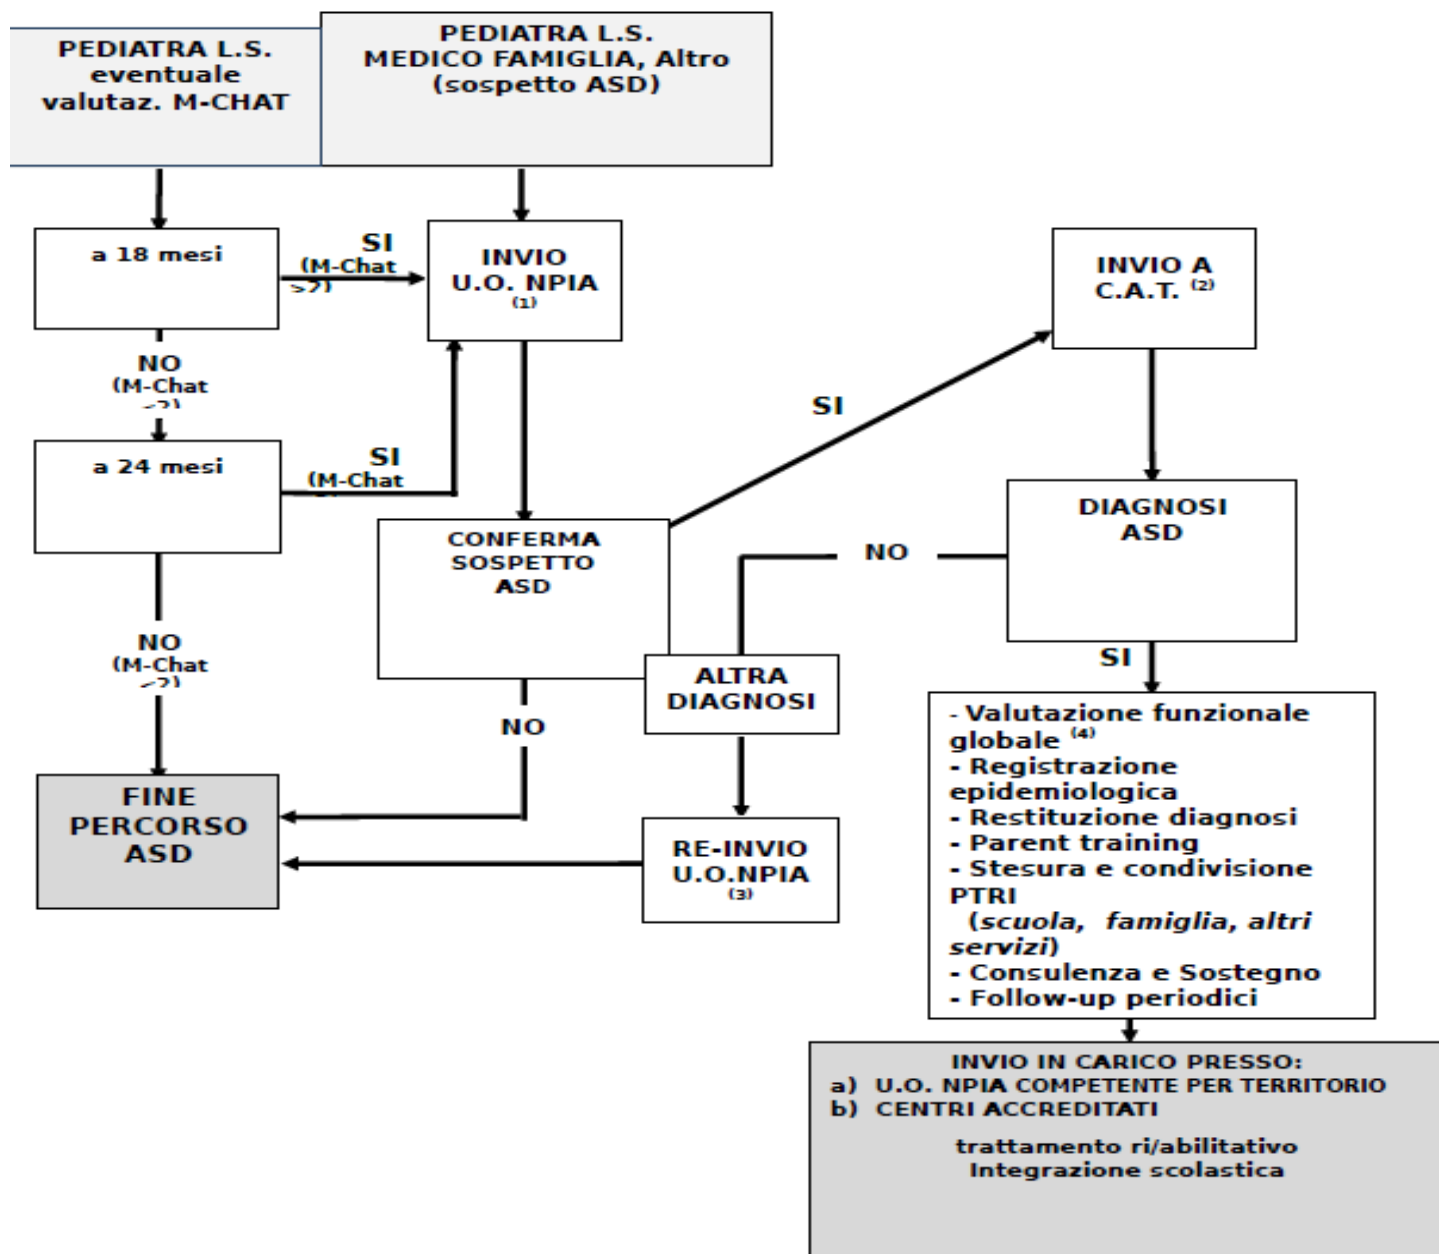 PEDIATRA L.S.
eventuale
valutaz. M-CHAT
PEDIATRA L.S.
MEDICO FAMIGLIA, Altro
(sospetto ASD)
a 18 mesi
SI
(M-Chat
>2)
INVIO
U.O. NPIA
(1)
INVIO A
C.A.T. (2)
NO
(M-Chat
SI
a 24 mesi
SI
(M-Chat
CONFERMA
SOSPETTO
ASD
NO
DIAGNOSI
ASD
NO
(M-Chat
SI
ALTRA
DIAGNOSI
NO
- Valutazione funzionale
globale (4)
- Registrazione
epidemiologica
- Restituzione diagnosi
- Parent training
- Stesura e condivisione
PTRI
(scuola, famiglia, altri
servizi)
- Consulenza e Sostegno
- Follow-up periodici
FINE
PERCORSO
ASD
RE-INVIO
U.O.NPIA
(3)
INVIO IN CARICO PRESSO:
a) U.O. NPIA COMPETENTE PER TERRITORIO
b) CENTRI ACCREDITATI
trattamento ri/abilitativo
Integrazione scolastica